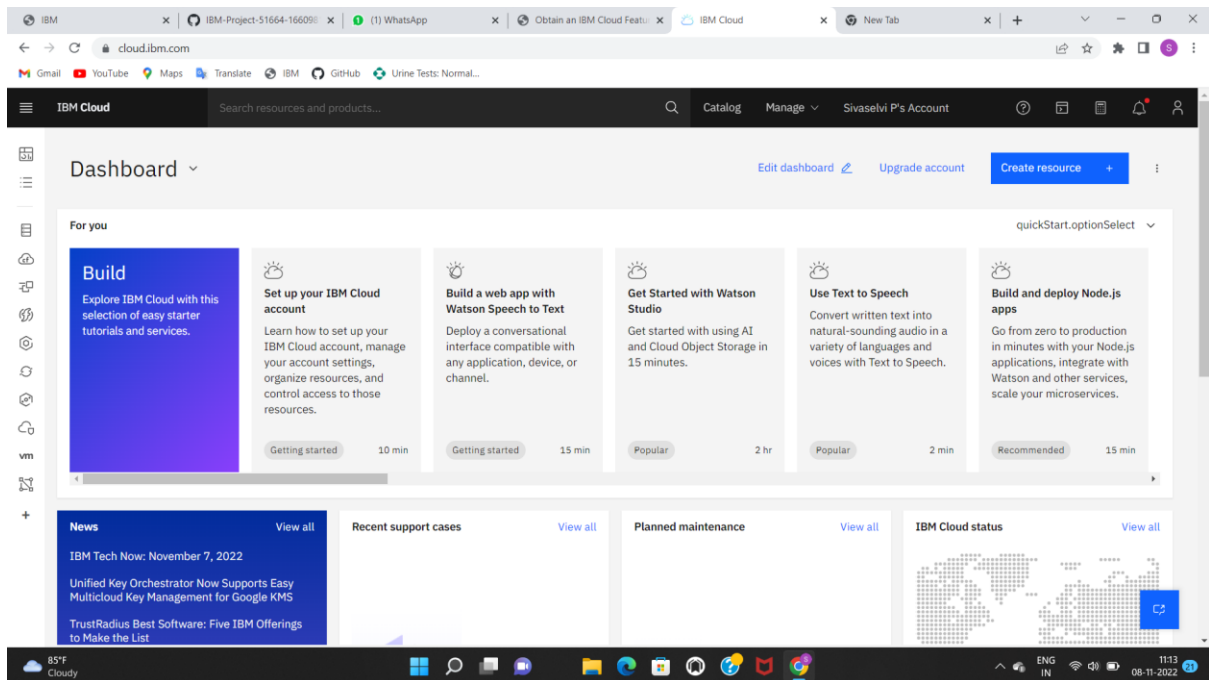 IBM
IBM-Project-51664-166098
(1) WhatsApp
Obtain an IBM Cloud Featu
IBM Cloud
New Tab
cloud.ibm.com
S
Gmail YouTube Maps Translate IBM GitHub Urine Tests: Normal...
IBM Cloud
Search resources and products...
Catalog
Manage
Sivaselvi P's Account
Dashboard
Edit dashboard
Upgrade account
Create resource +
For you
quickStart.optionSelect
Build
Explore IBM Cloud with this
selection of easy starter
tutorials and services.
Set up your IBM Cloud
account
Learn how to set up your
IBM Cloud account, manage
your account settings,
organize resources, and
control access to those
resources.
Getting started 10 min
Build a web app with
Watson Speech to Text
Deploy a conversational
interface compatible with
any application, device, or
channel.
Getting started 15 min
Get Started with Watson
Studio
Get started with using AI
and Cloud Object Storage in
15 minutes.
Popular 2 hr
Use Text to Speech
Convert written text into
natural-sounding audio in a
variety of languages and
voices with Text to Speech.
Popular 2 min
Build and deploy Node.js
apps
Go from zero to production
in minutes with your Node.js
applications, integrate with
Watson and other services,
scale your microservices.
Recommended 15 min
vm
News View all
IBM Tech Now: November 7, 2022
Unified Key Orchestrator Now Supports Easy
Multicloud Key Management for Google KMS
TrustRadius Best Software: Five IBM Offerings
to Make the List
Recent support cases View all
Planned maintenance View all
IBM Cloud status View all
85°F
Cloudy
ENG
IN
11:13
08-11-2022
21